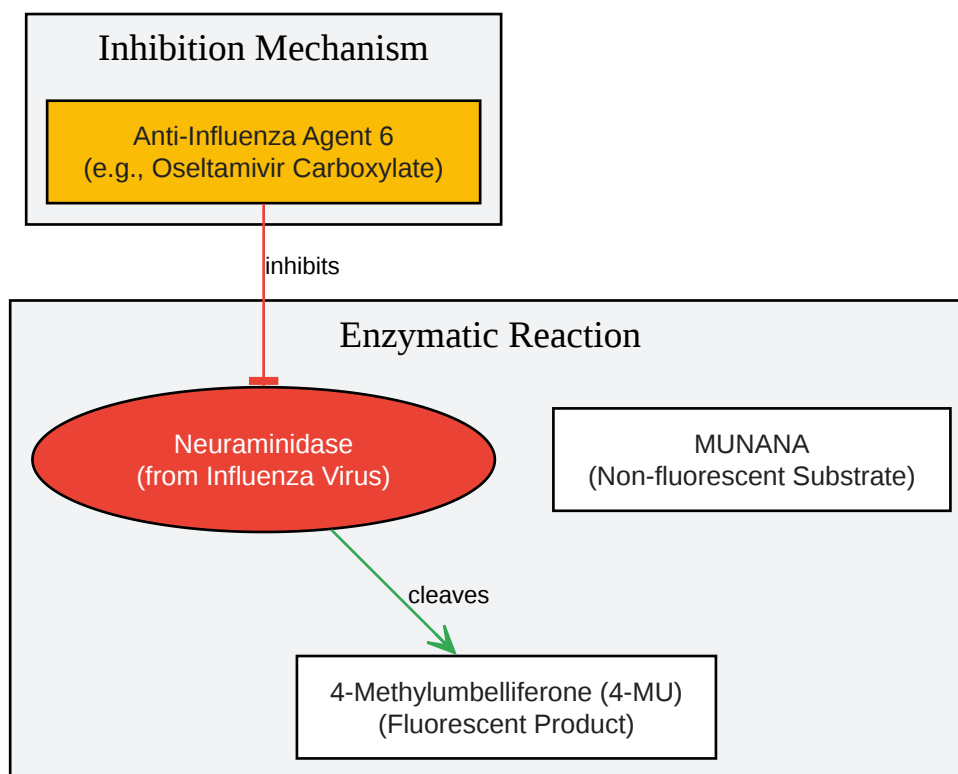 Inhibition Mechanism
Anti-Influenza Agent 6
(e.g., Oseltamivir Carboxylate)
inhibits
Enzymatic Reaction
Neuraminidase
(from Influenza Virus)
MUNANA
(Non-fluorescent Substrate)
cleaves
4-Methylumbelliferone (4-MU)
(Fluorescent Product)